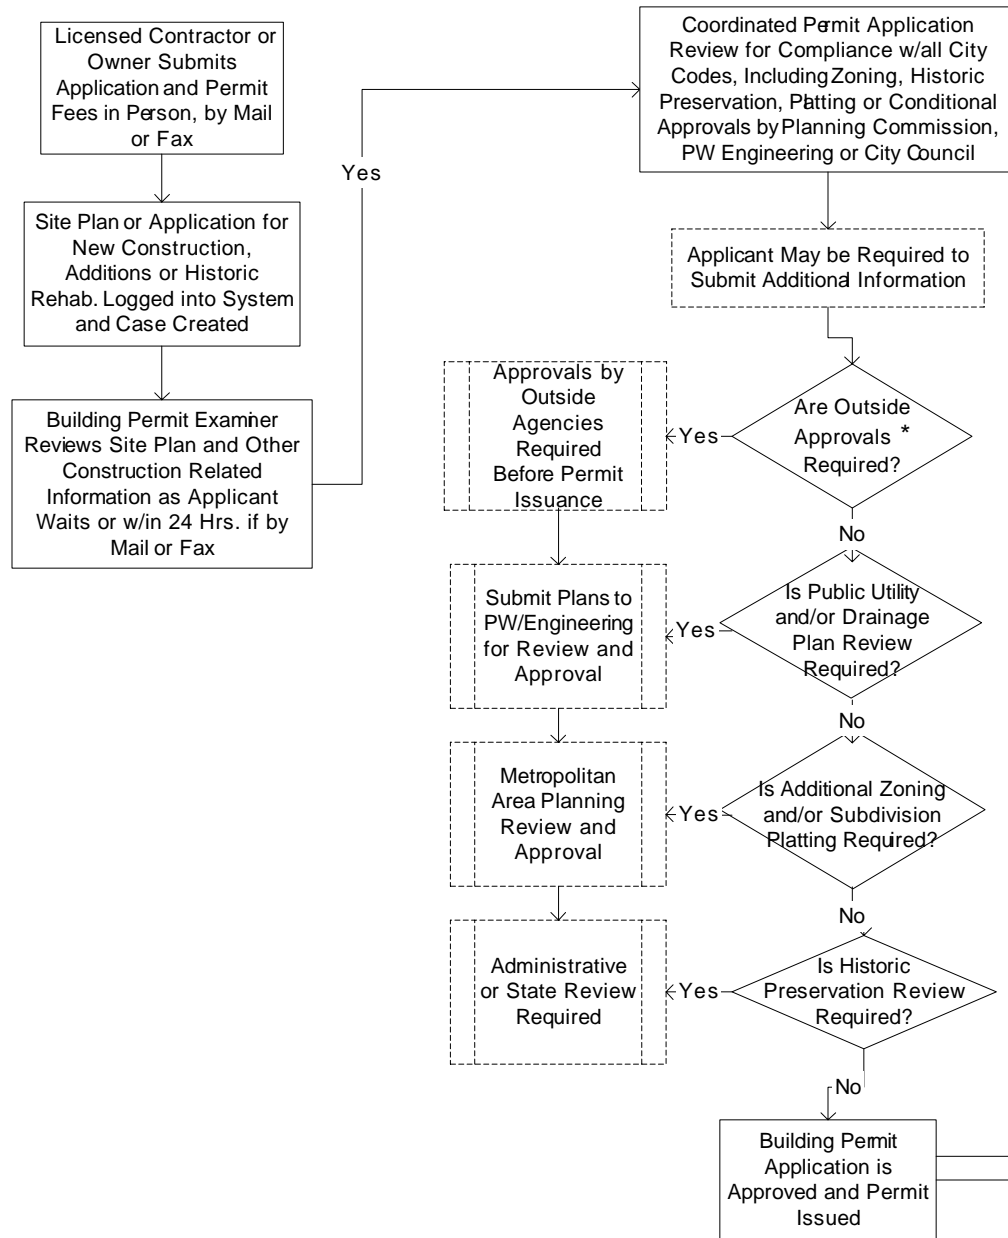 Licensed Contractor or
Owner Submits
Application and Permit
Fees in Person, by Mail
or Fax
Site Plan or Application for
New Construction,
Additions or Historic
Rehab. Logged into System
and Case Created
Building Permit Examiner
Reviews Site Plan and Other
Construction Related
Information as Applicant
Waits or w/in 24 Hrs. if by
Mail or Fax
Yes
Coordinated Permit Application
Review for Compliance w/all City
Codes, Including Zoning, Historic
Preservation, Platting or Conditional
Approvals by Planning Commission,
PW Engineering or City Council
Applicant May be Required to
Submit Additional Information
Are Outside
Approvals *
Required?
Yes
Approvals by
Outside
Agencies
Required
Before Permit
Issuance
No
Is Public Utility
and/or Drainage
Plan Review
Required?
Yes
Submit Plans to
PW/Engineering
for Review and
Approval
No
Is Additional Zoning
and/or Subdivision
Platting Required?
Yes
Metropolitan
Area Planning
Review and
Approval
No
Is Historic
Preservation Review
Required?
Yes
Administrative
or State Review
Required
No
Building Permit
Application is
Approved and Permit
Issued